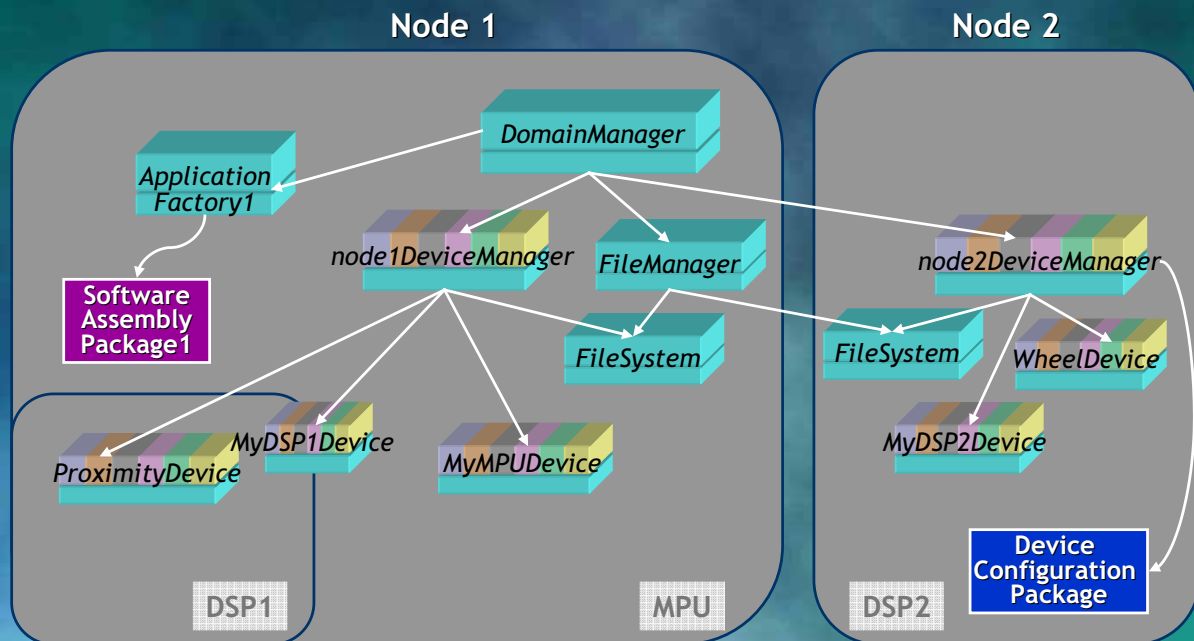 Node 1
Node 2
DomainManager
Application
Factory1
node1DeviceManager
FileManager
node2DeviceManager
Software
Assembly
Package1
FileSystem
FileSystem
WheelDevice
MyDSP1Device
MyMPUDevice
MyDSP2Device
ProximityDevice
Device
Configuration
Package
DSP1
MPU
DSP2